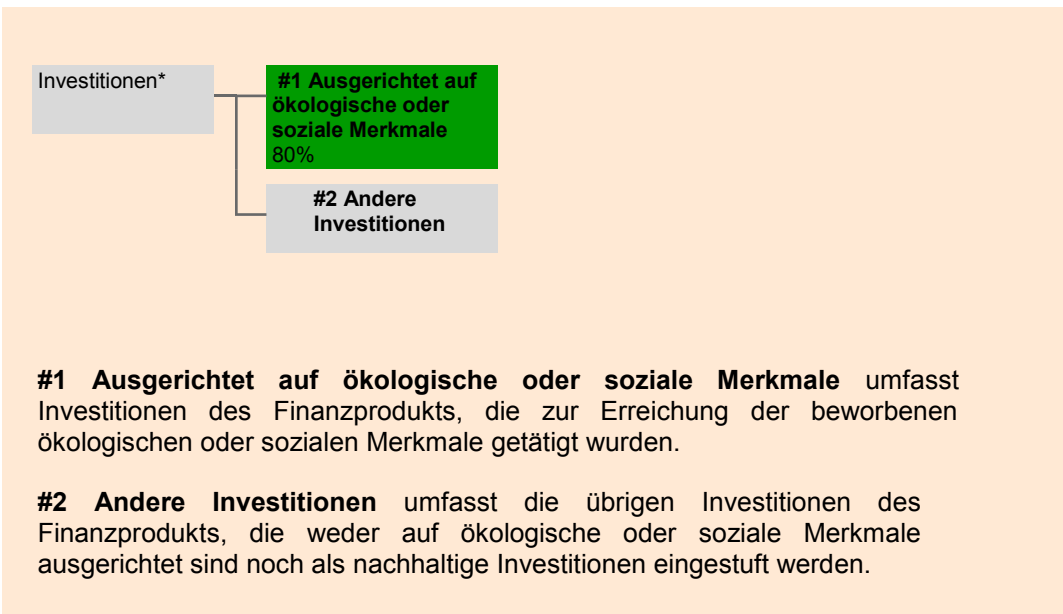 Investitionen*
#1 Ausgerichtet auf
ökologische oder
soziale Merkmale
80%
#2 Andere
Investitionen
#1 Ausgerichtet auf ökologische oder soziale Merkmale umfasst
Investitionen des Finanzprodukts, die zur Erreichung der beworbenen
ökologischen oder sozialen Merkmale getätigt wurden.
#2 Andere Investitionen umfasst die übrigen Investitionen des
Finanzprodukts, die weder auf ökologische oder soziale Merkmale
ausgerichtet sind noch als nachhaltige Investitionen eingestuft werden.